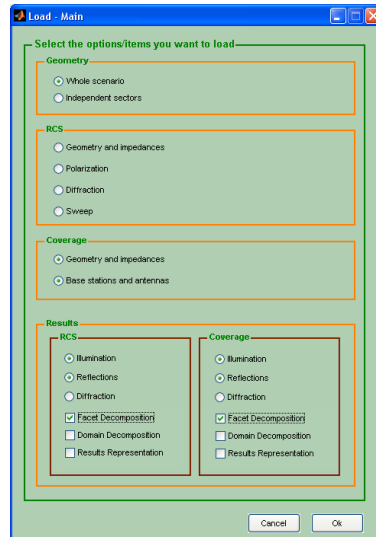 Load - Main
Select the options/items you want to load
Geometry
Whole scenario
Independent sectors
RCS
Geometry and impedances
Polarization
Diffraction
Sweep
Coverage
Geometry and impedances
Base stations and antennas
Results
RCS
Illumination
Reflections
Diffraction
Facet Decomposition
Domain Decomposition
Results Representation
Coverage
Illumination
Reflections
Diffraction
Facet Decomposition
Domain Decomposition
Results Representation
Cancel
Ok